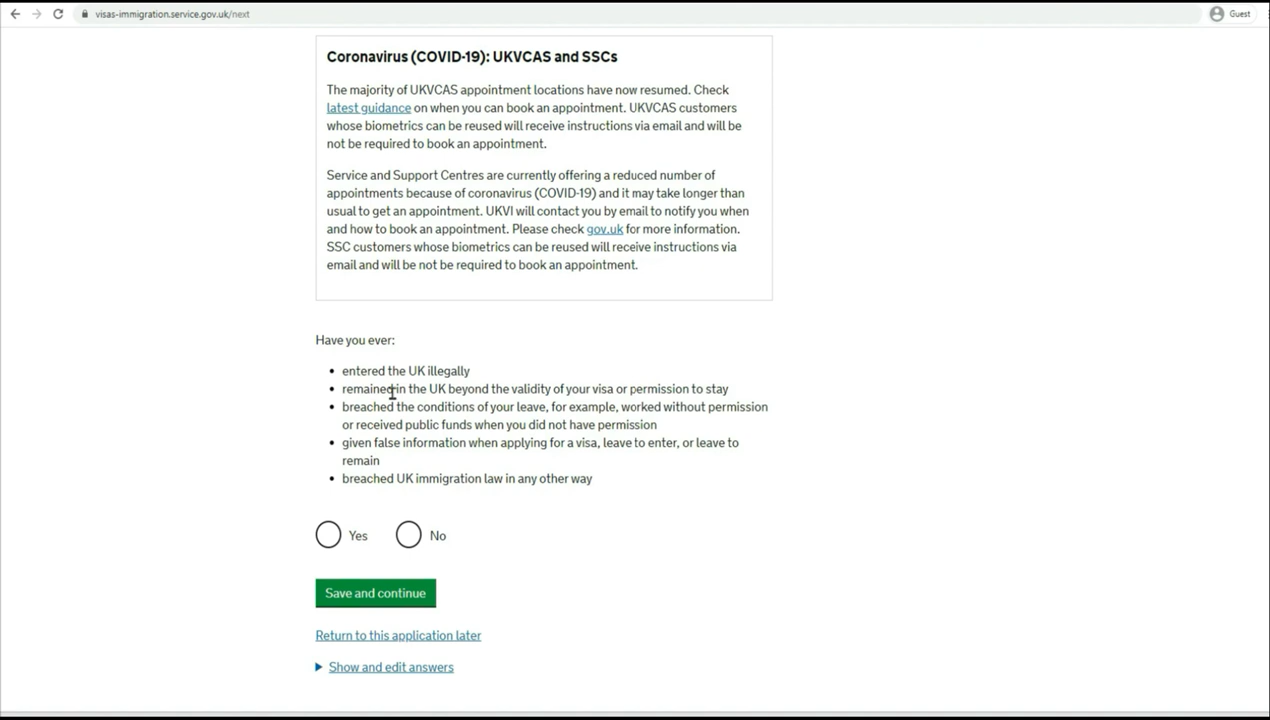 visas-immigration.service.gov.uk/next
Guest
Coronavirus (COVID-19): UKVCAS and SSCs
The majority of UKVCAS appointment locations have now resumed. Check
latest guidance on when you can book an appointment. UKVCAS customers
whose biometrics can be reused will receive instructions via email and will be
not be required to book an appointment.
Service and Support Centres are currently offering a reduced number of
appointments because of coronavirus (COVID-19) and it may take longer than
usual to get an appointment. UKVI will contact you by email to notify you when
and how to book an appointment. Please check gov.uk for more information.
SSC customers whose biometrics can be reused will receive instructions via
email and will be not be required to book an appointment.
Have you ever:
• entered the UK illegally
• remained in the UK beyond the validity of your visa or permission to stay
• breached the conditions of your leave, for example, worked without permission
or received public funds when you did not have permission
• given false information when applying for a visa, leave to enter, or leave to
remain
• breached UK immigration law in any other way
Yes No
Save and continue
Return to this application later
Show and edit answers